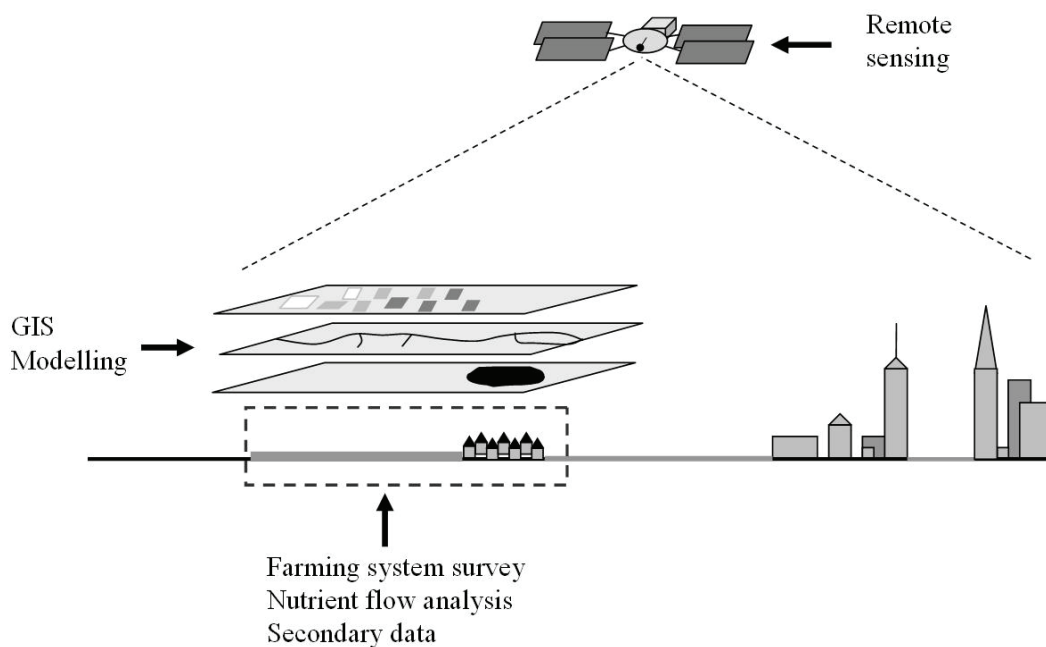 Remote
sensing
GIS
Modelling
Farming system survey
Nutrient flow analysis
Secondary data